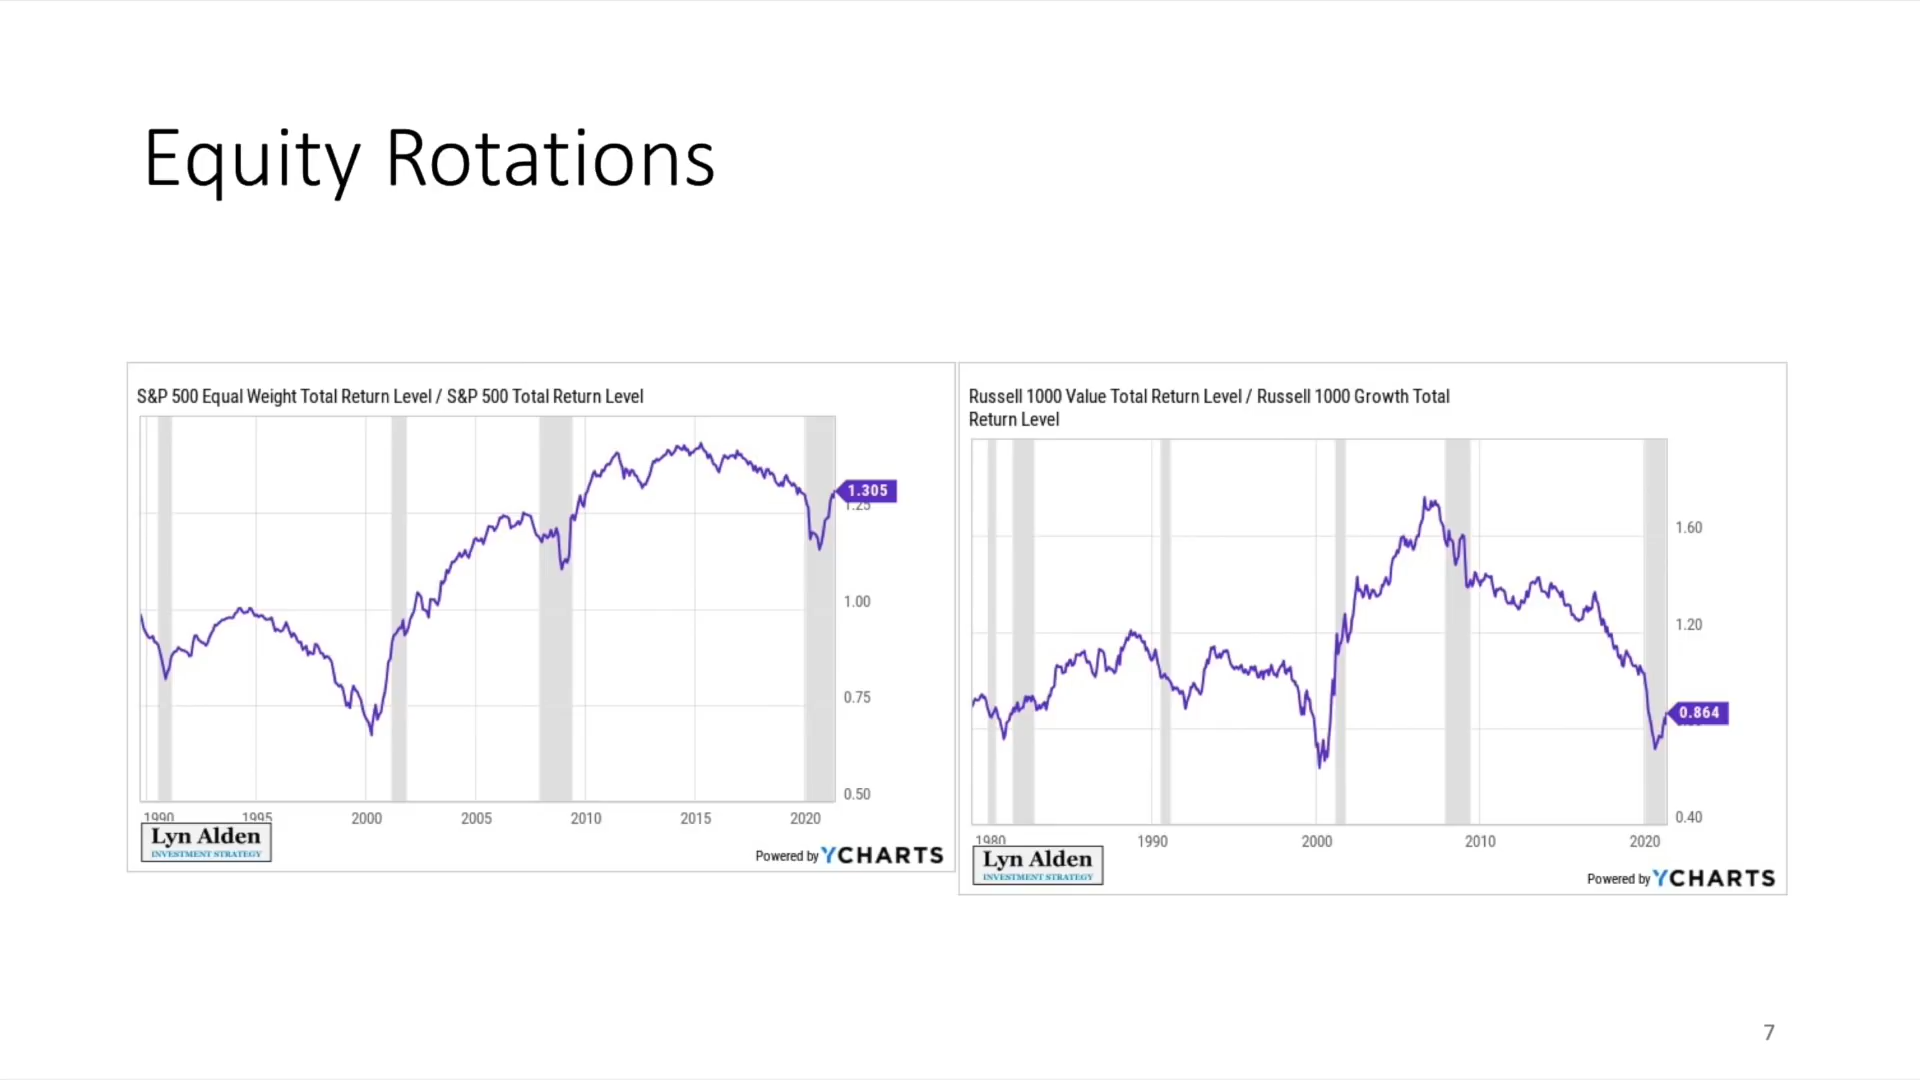 Equity Rotations
S&P 500 Equal Weight Total Return Level / S&P 500 Total Return Level
1.305
1.25
1.00
0.75
0.50
1990 1995 2000 2005 2010 2015 2020
Lyn Alden
INVESTMENT STRATEGY
Powered by YCHARTS
Russell 1000 Value Total Return Level / Russell 1000 Growth Total
Return Level
1.60
1.20
0.864
0.40
1980 1990 2000 2010 2020
Lyn Alden
INVESTMENT STRATEGY
Powered by YCHARTS
7